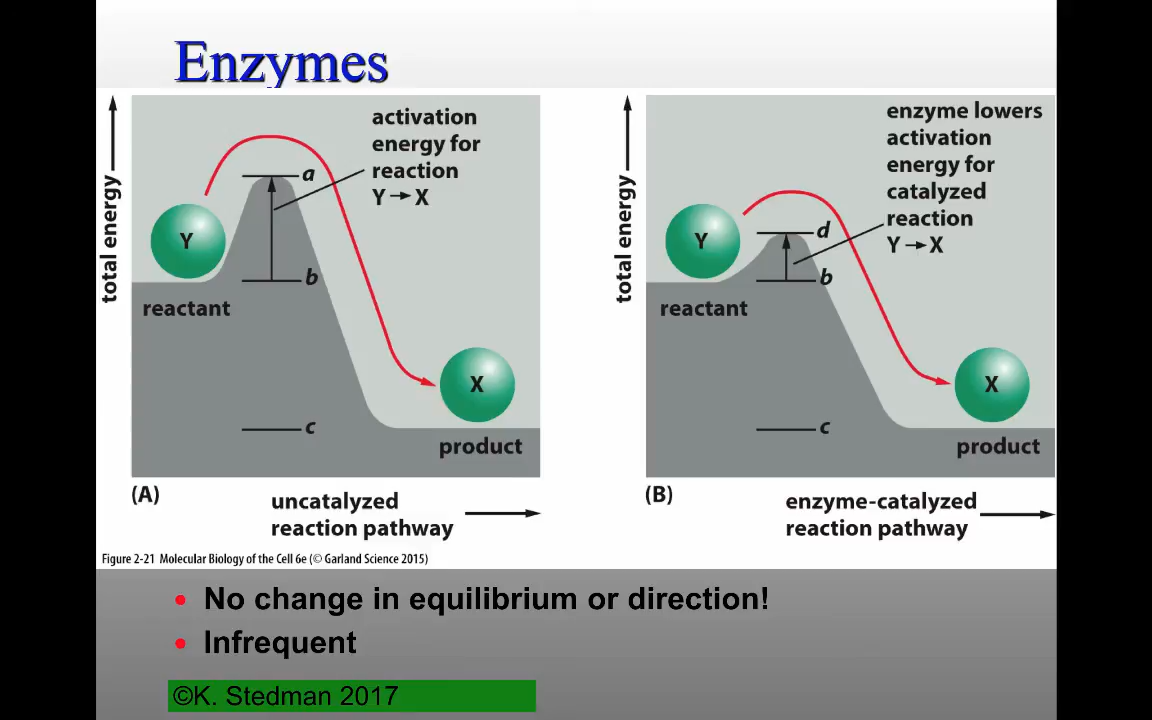 Enzymes
total energy
activation
energy for
reaction
Y → X
a
b
c
Y
reactant
X
product
(A)
uncatalyzed
reaction pathway
total energy
enzyme lowers
activation
energy for
catalyzed
reaction
Y → X
d
b
c
Y
reactant
X
product
(B)
enzyme-catalyzed
reaction pathway
Figure 2-21 Molecular Biology of the Cell 6e (© Garland Science 2015)
• No change in equilibrium or direction!
• Infrequent
©K. Stedman 2017